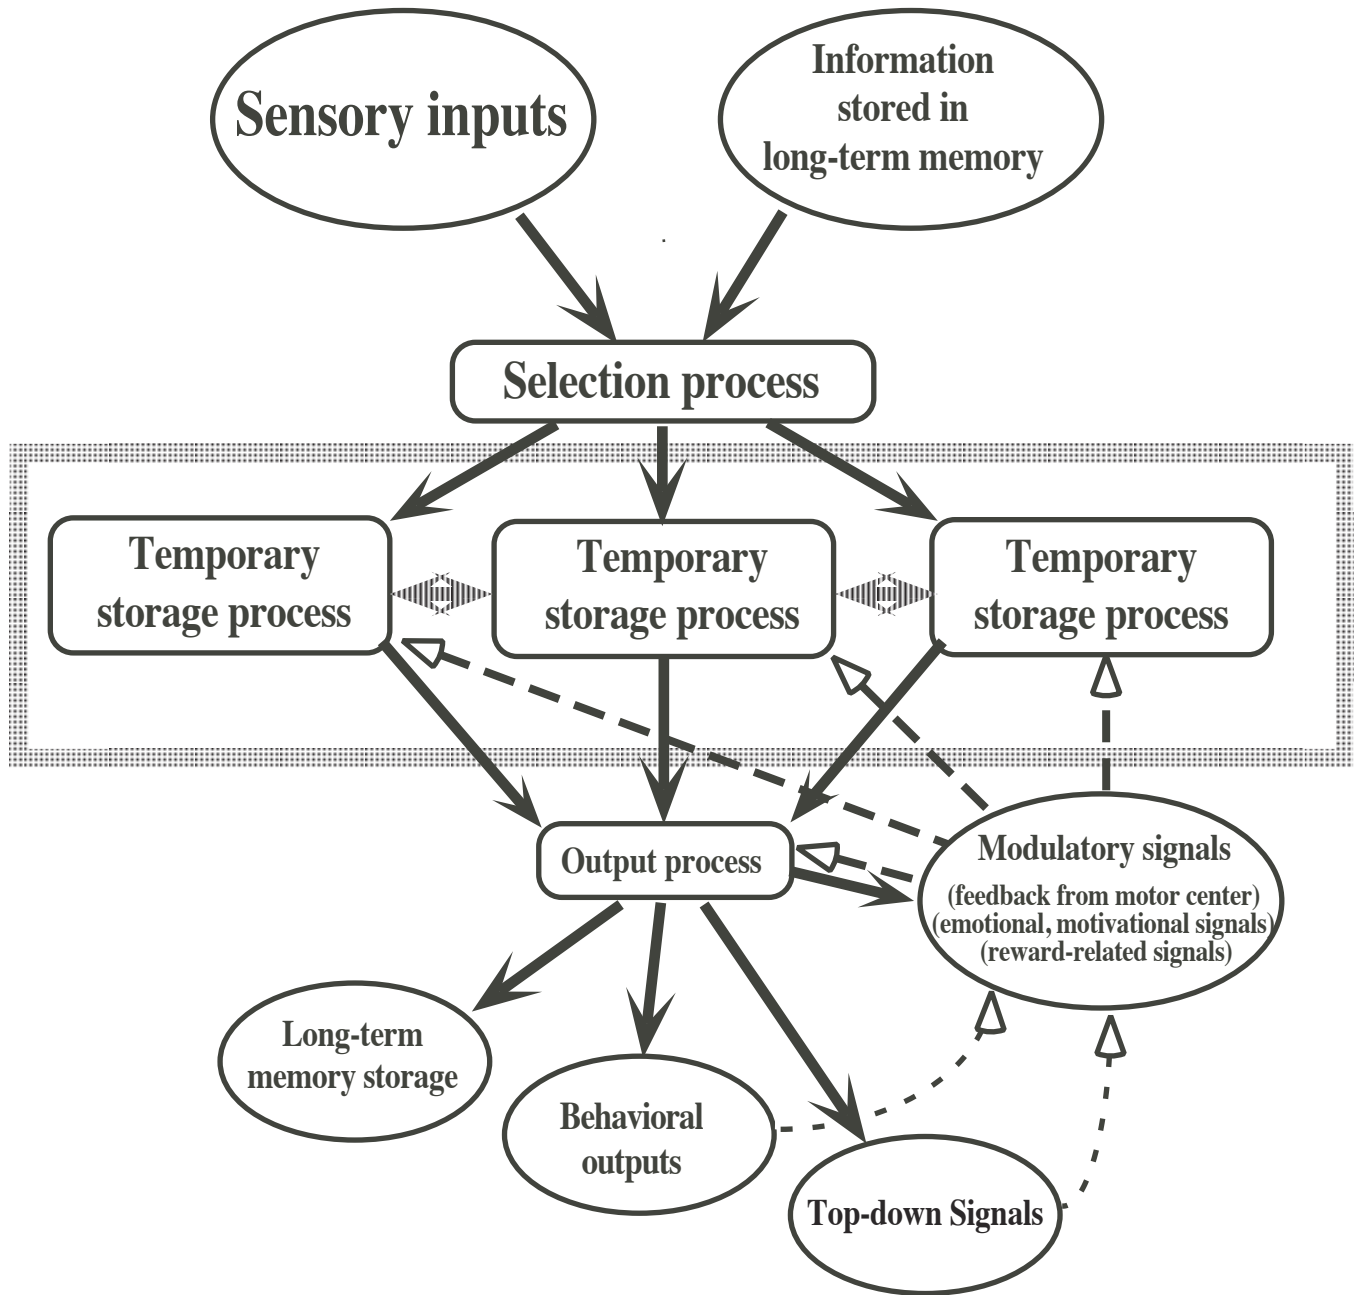 Sensory inputs
Information
stored in
long-term memory
Selection process
Temporary
storage process
Temporary
storage process
Temporary
storage process
Output process
Modulatory signals
(feedback from motor center)
(emotional, motivational signals)
(reward-related signals)
Long-term
memory storage
Behavioral
outputs
Top-down Signals